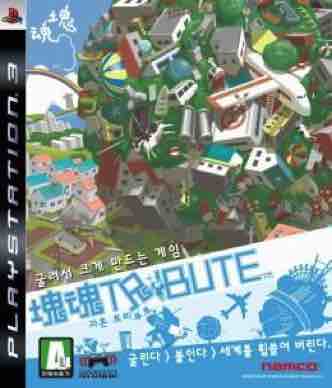 PLAYSTATION 3
塊魂
굴려서 크게 만드는 게임
塊魂TRIBUTE
괴혼 트리뷰트
굴린다 > 붙인다 > 세계를 휩쓸어 버린다.
namco